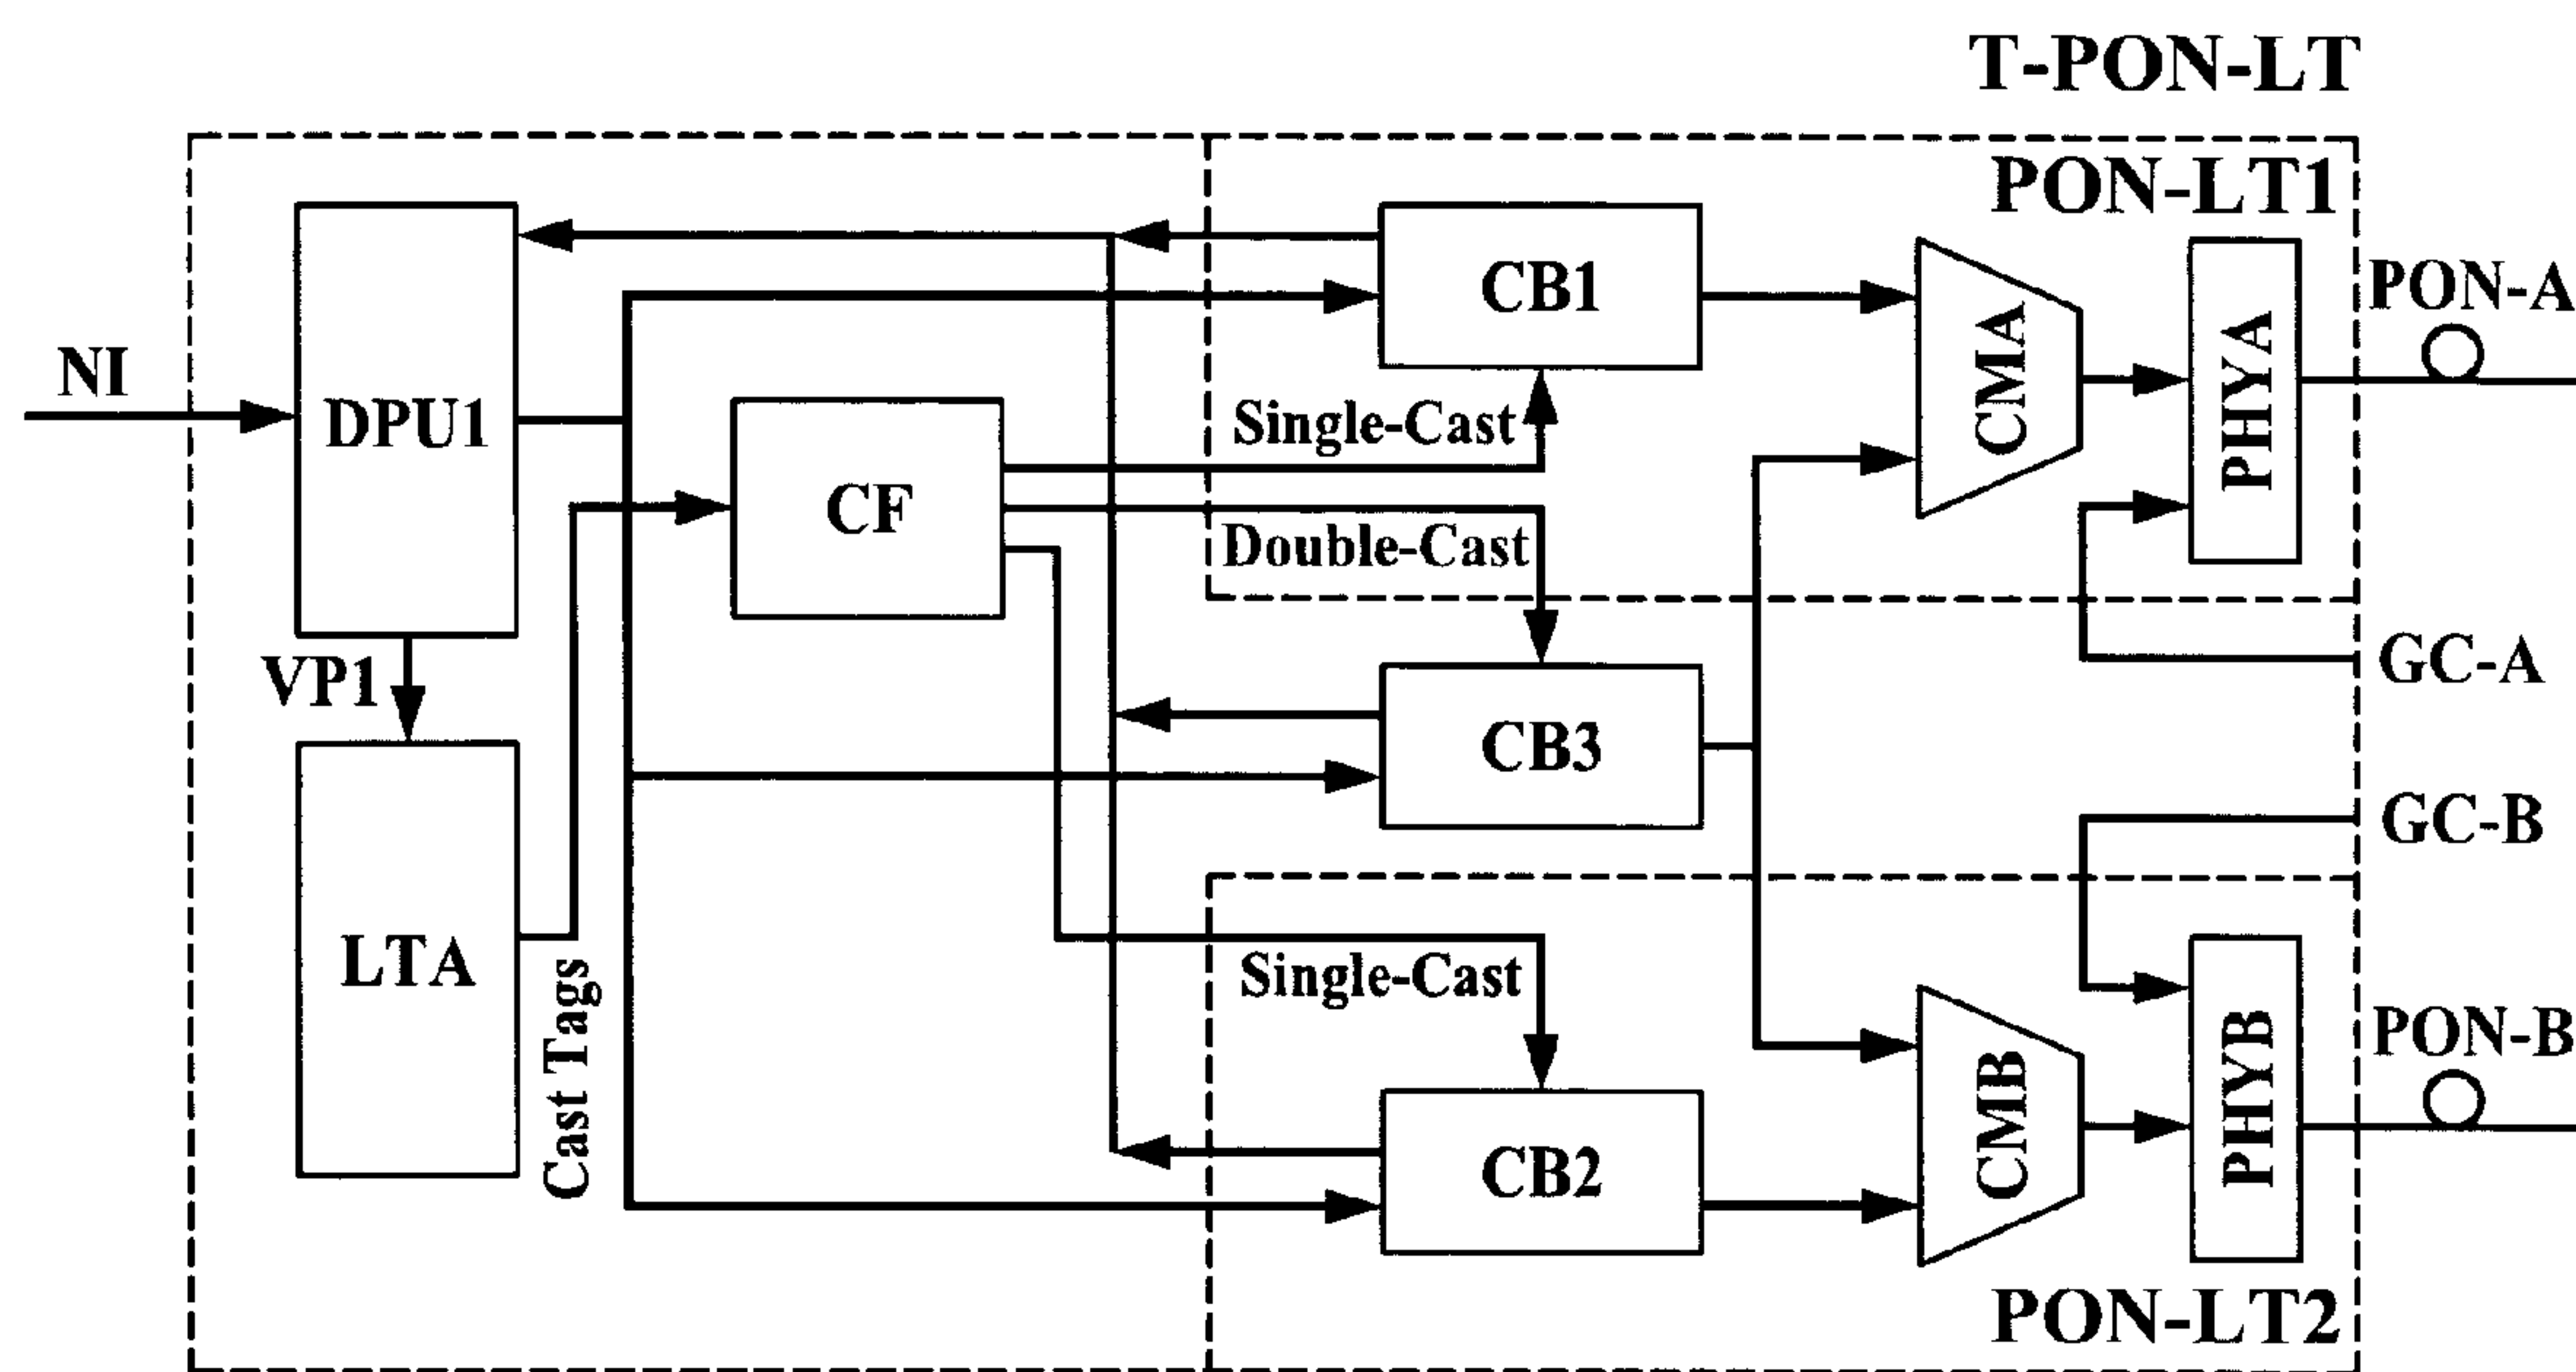 T-PON-LT
PON-LT1
PON-A
NI
DPU1
CB1
CMA
PHYA
Single-Cast
CF
Double-Cast
VP1
GC-A
CB3
GC-B
LTA
Cast Tags
Single-Cast
PON-B
CB2
CMB
PHYB
PON-LT2